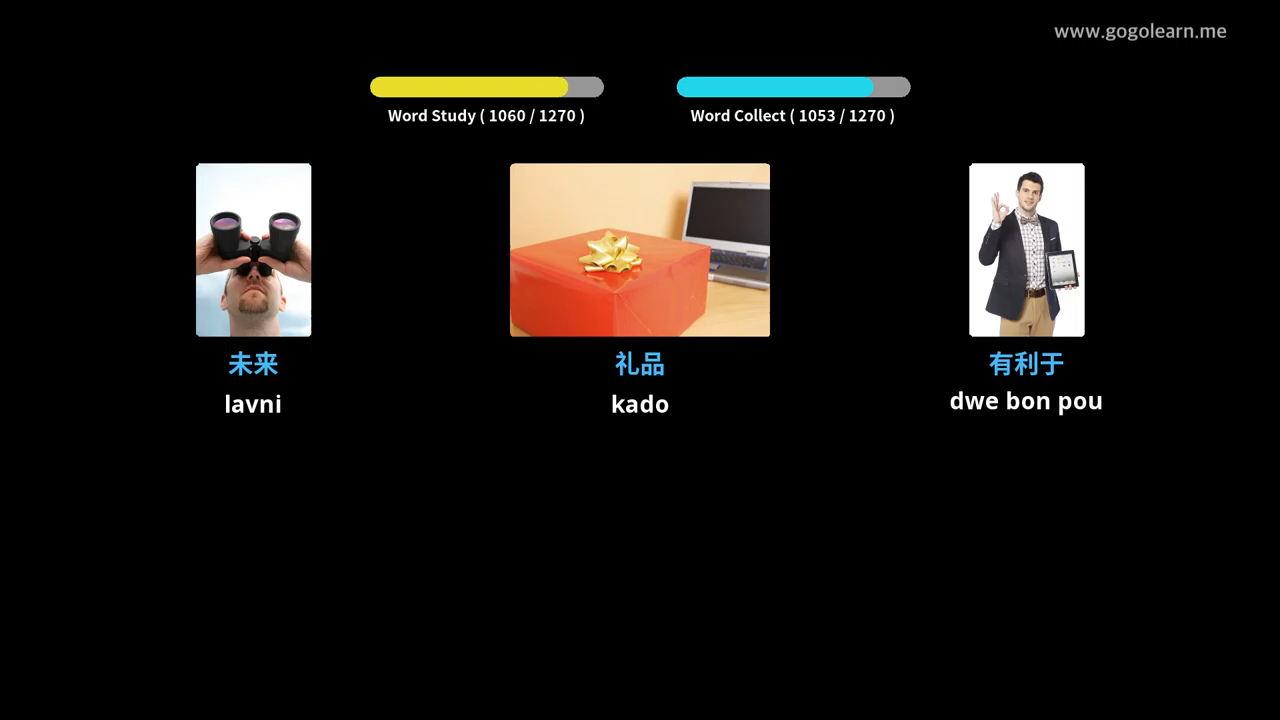 www.gogolearn.me
Word Study ( 1060 / 1270 )
Word Collect ( 1053 / 1270 )
未来
礼品
有利于
lavni
kado
dwe bon pou